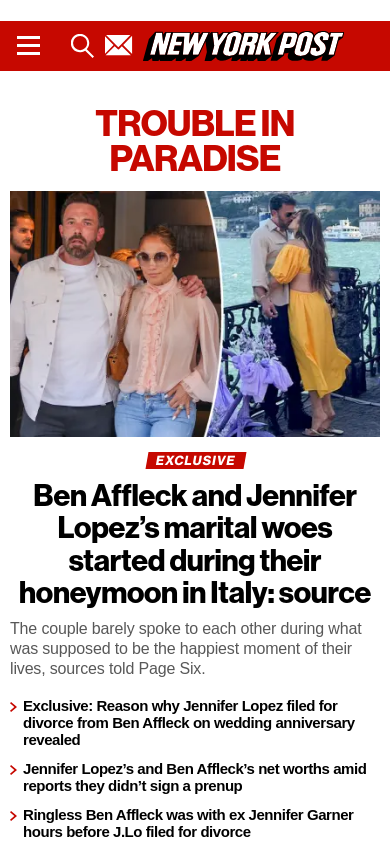 NEW YORK POST
TROUBLE IN
PARADISE
EXCLUSIVE
Ben Affleck and Jennifer
Lopez’s marital woes
started during their
honeymoon in Italy: source
The couple barely spoke to each other during what
was supposed to be the happiest moment of their
lives, sources told Page Six.
Exclusive: Reason why Jennifer Lopez filed for
divorce from Ben Affleck on wedding anniversary
revealed
Jennifer Lopez’s and Ben Affleck’s net worths amid
reports they didn’t sign a prenup
Ringless Ben Affleck was with ex Jennifer Garner
hours before J.Lo filed for divorce